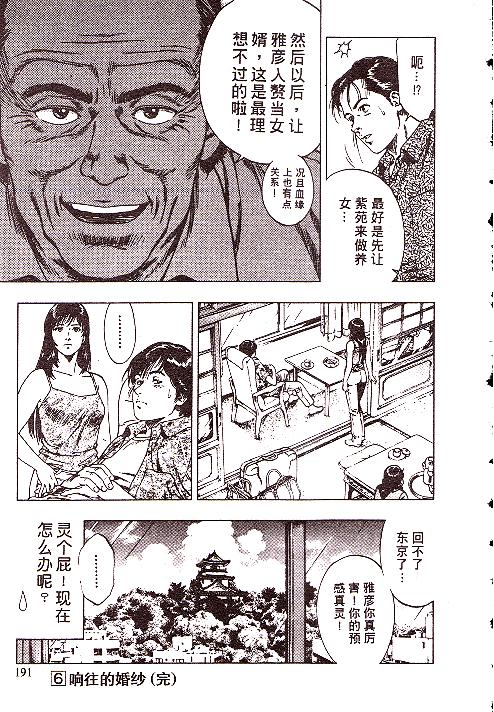 呃…!?
最好是先让
紫苑来做养
女…
然后以后，让
雅彦入赘当女
婿，这是最理
想不过的啦！
况且血缘
上也有点
关系！
………
回不了
东京了…
雅彦你真厉
害！你的预
感真灵！
………
灵个屁！现在
怎么办呢？
191
6 响往的婚纱(完)